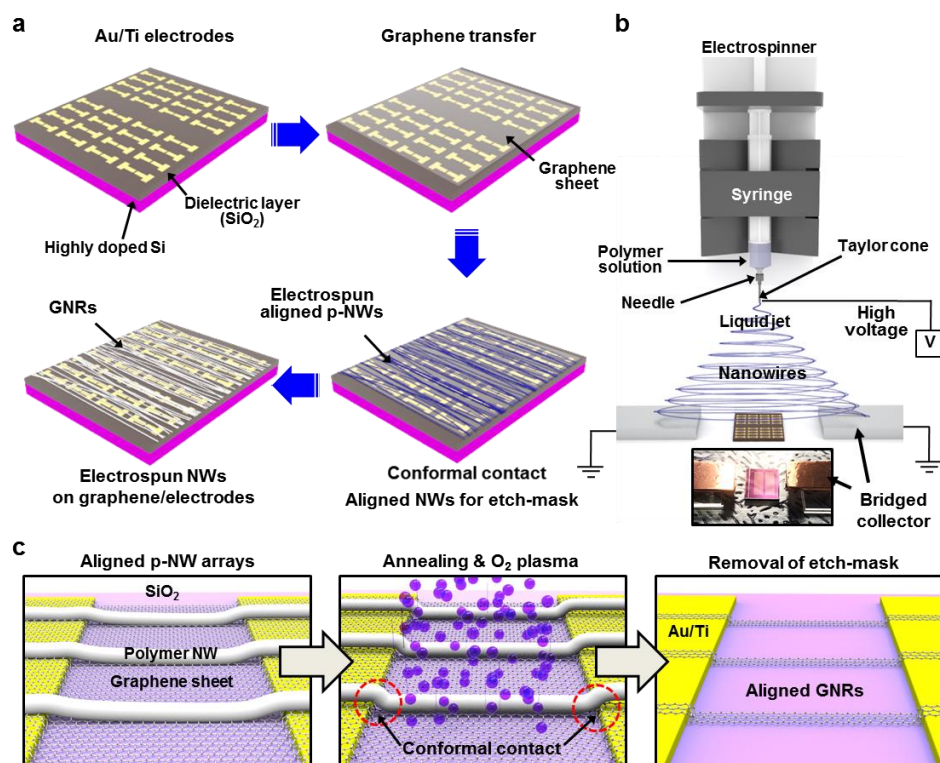 a
Au/Ti electrodes
Graphene transfer
Graphene
sheet
Dielectric layer
(SiO₂)
Highly doped Si
GNRs
Electrospun
aligned p-NWs
Electrospun NWs
on graphene/electrodes
Conformal contact
Aligned NWs for etch-mask
b
Electrospinner
Syringe
Polymer
solution
Taylor cone
Needle
Liquid jet
High
voltage
V
Nanowires
Bridged
collector
c
Aligned p-NW arrays
SiO₂
Polymer NW
Graphene sheet
Annealing & O₂ plasma
Conformal contact
Removal of etch-mask
Au/Ti
Aligned GNRs